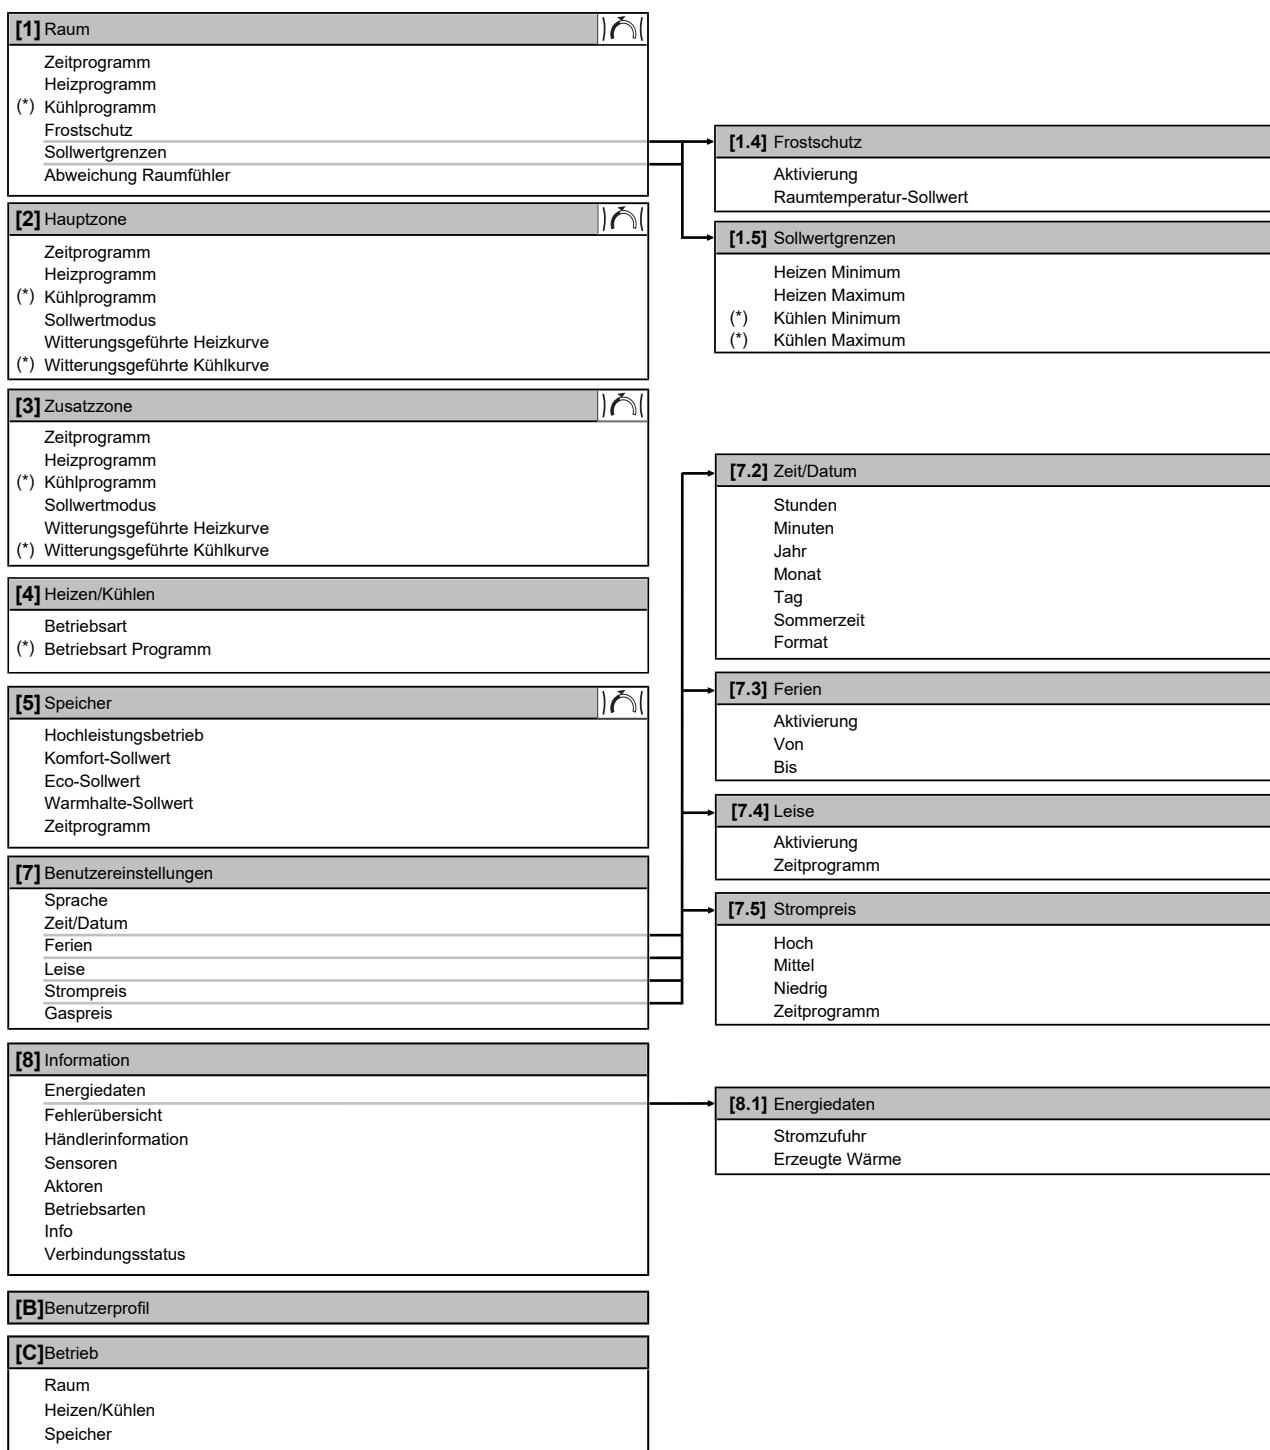 [1] Raum
Zeitprogramm
Heizprogramm
(*) Kühlprogramm
Frostschutz
Sollwertgrenzen
Abweichung Raumfühler
[2] Hauptzone
Zeitprogramm
Heizprogramm
(*) Kühlprogramm
Sollwertmodus
Witterungsgeführte Heizkurve
(*) Witterungsgeführte Kühlkurve
[3] Zusatzzone
Zeitprogramm
Heizprogramm
(*) Kühlprogramm
Sollwertmodus
Witterungsgeführte Heizkurve
(*) Witterungsgeführte Kühlkurve
[4] Heizen/Kühlen
Betriebsart
(*) Betriebsart Programm
[5] Speicher
Hochleistungsbetrieb
Komfort-Sollwert
Eco-Sollwert
Warmhalte-Sollwert
Zeitprogramm
[7] Benutzereinstellungen
Sprache
Zeit/Datum
Ferien
Leise
Strompreis
Gaspreis
[8] Information
Energiedaten
Fehlerübersicht
Händlerinformation
Sensoren
Aktoren
Betriebsarten
Info
Verbindungsstatus
[B] Benutzerprofil
[C] Betrieb
Raum
Heizen/Kühlen
Speicher
[1.4] Frostschutz
Aktivierung
Raumtemperatur-Sollwert
[1.5] Sollwertgrenzen
Heizen Minimum
Heizen Maximum
(*) Kühlen Minimum
(*) Kühlen Maximum
[7.2] Zeit/Datum
Stunden
Minuten
Jahr
Monat
Tag
Sommerzeit
Format
[7.3] Ferien
Aktivierung
Von
Bis
[7.4] Leise
Aktivierung
Zeitprogramm
[7.5] Strompreis
Hoch
Mittel
Niedrig
Zeitprogramm
[8.1] Energiedaten
Stromzufuhr
Erzeugte Wärme